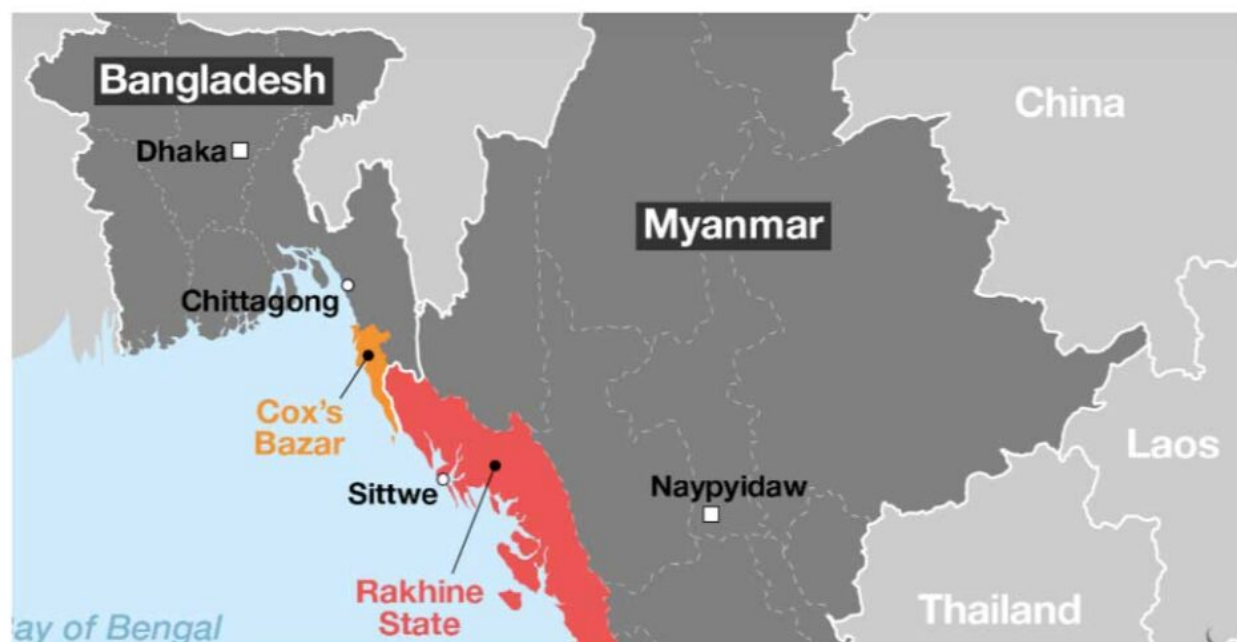 Bangladesh
China
Dhaka
Myanmar
Chittagong
Cox's
Bazar
Laos
Sittwe
Naypyidaw
Rakhine
State
Thailand
ay of Bengal